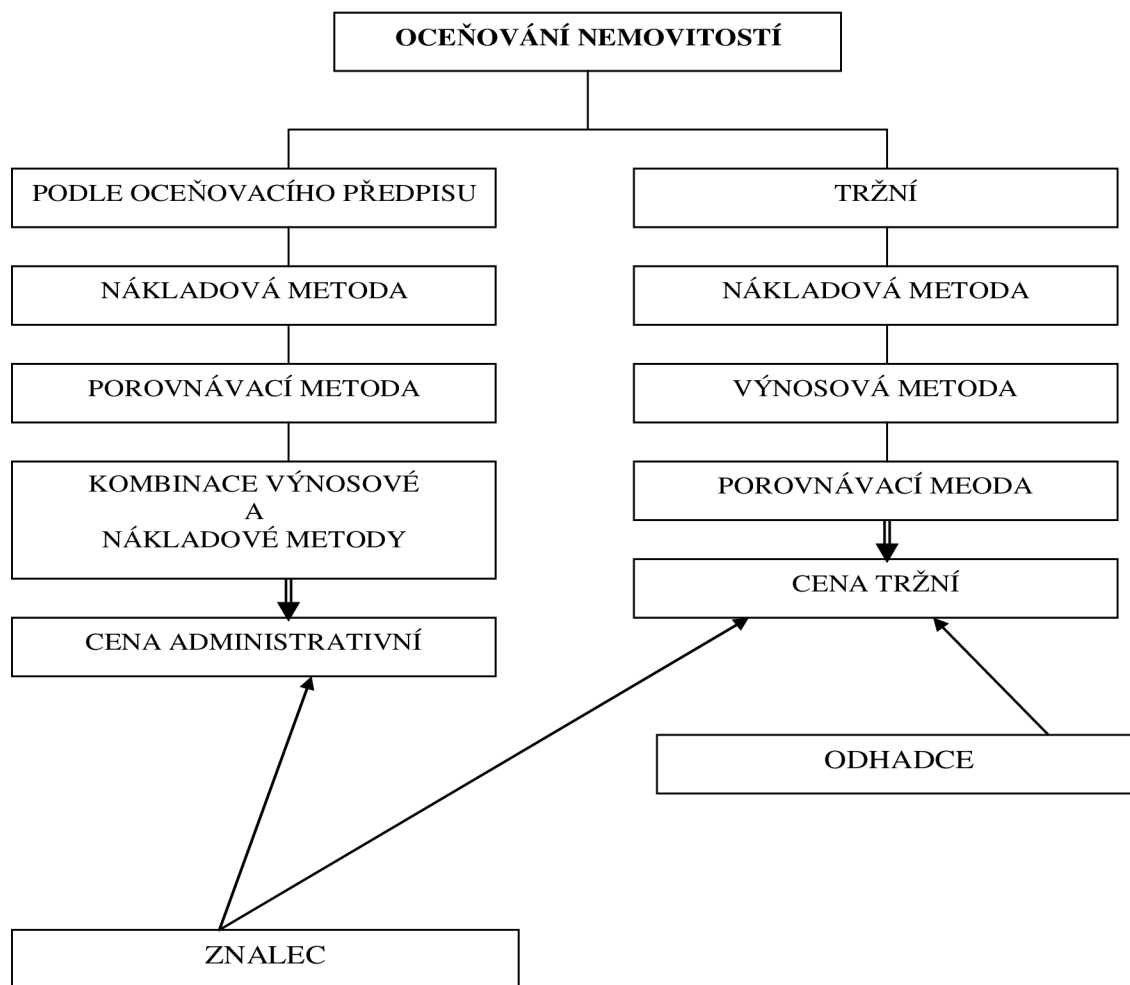 OCEŇOVÁNÍ NEMOVITOSTÍ
PODLE OCEŇOVACÍHO PŘEDPISU
TRŽNÍ
NÁKLADOVÁ METODA
NÁKLADOVÁ METODA
POROVNÁVACÍ METODA
VÝNOSOVÁ METODA
KOMBINACE VÝNOSOVÉ
A
NÁKLADOVÉ METODY
POROVNÁVACÍ MEODA
CENA TRŽNÍ
CENA ADMINISTRATIVNÍ
ODHADCE
ZNALEC